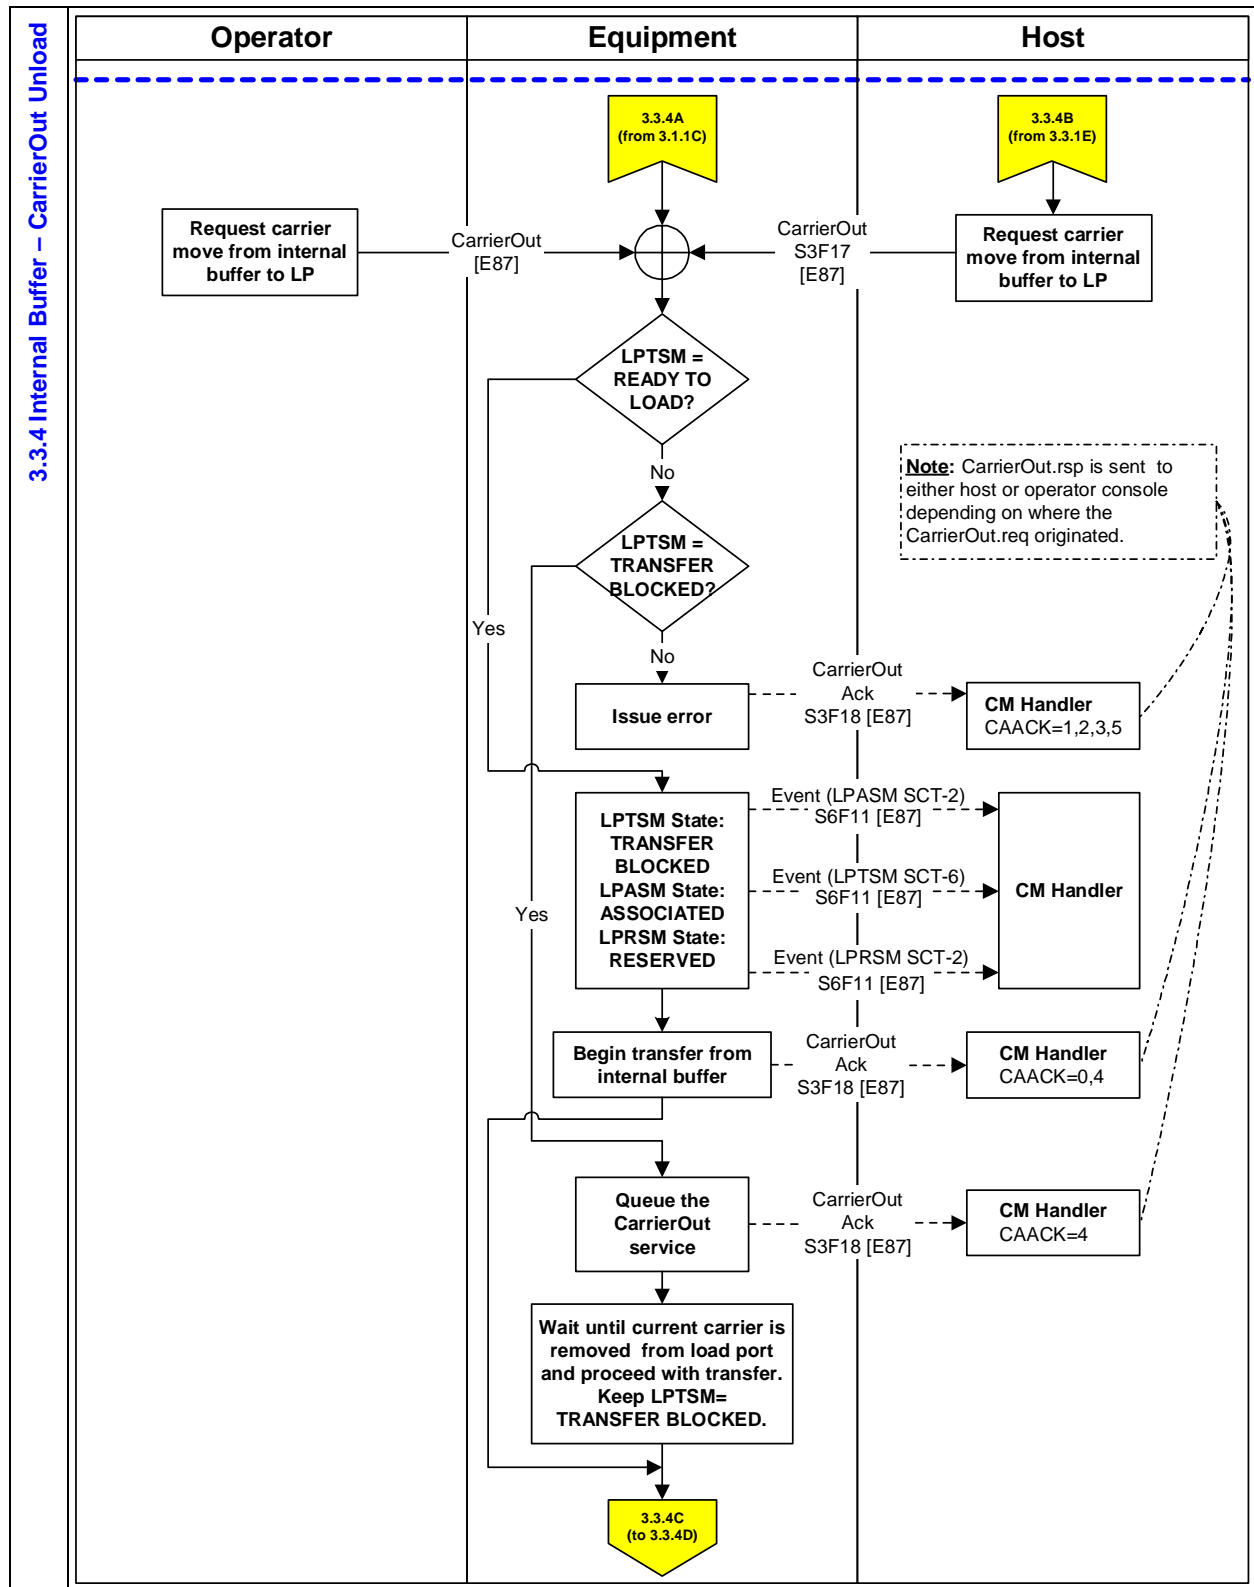 3.3.4 Internal Buffer – CarrierOut Unload
Operator
Equipment
Host
3.3.4A
(from 3.1.1C)
3.3.4B
(from 3.3.1E)
Request carrier
move from internal
buffer to LP
CarrierOut
[E87]
CarrierOut
S3F17
[E87]
Request carrier
move from internal
buffer to LP
LPTSM =
READY TO
LOAD?
No
Note: CarrierOut.rsp is sent to
either host or operator console
depending on where the
CarrierOut.req originated.
LPTSM =
TRANSFER
BLOCKED?
Yes
No
Issue error
CarrierOut
Ack
S3F18 [E87]
CM Handler
CAACK=1,2,3,5
LPTSM State:
TRANSFER
BLOCKED
LPASM State:
ASSOCIATED
LPRSM State:
RESERVED
Event (LPASM SCT-2)
S6F11 [E87]
Event (LPTSM SCT-6)
S6F11 [E87]
Event (LPRSM SCT-2)
S6F11 [E87]
CM Handler
Yes
Begin transfer from
internal buffer
CarrierOut
Ack
S3F18 [E87]
CM Handler
CAACK=0,4
Queue the
CarrierOut
service
CarrierOut
Ack
S3F18 [E87]
CM Handler
CAACK=4
Wait until current carrier is
removed from load port
and proceed with transfer.
Keep LPTSM=
TRANSFER BLOCKED.
3.3.4C
(to 3.3.4D)